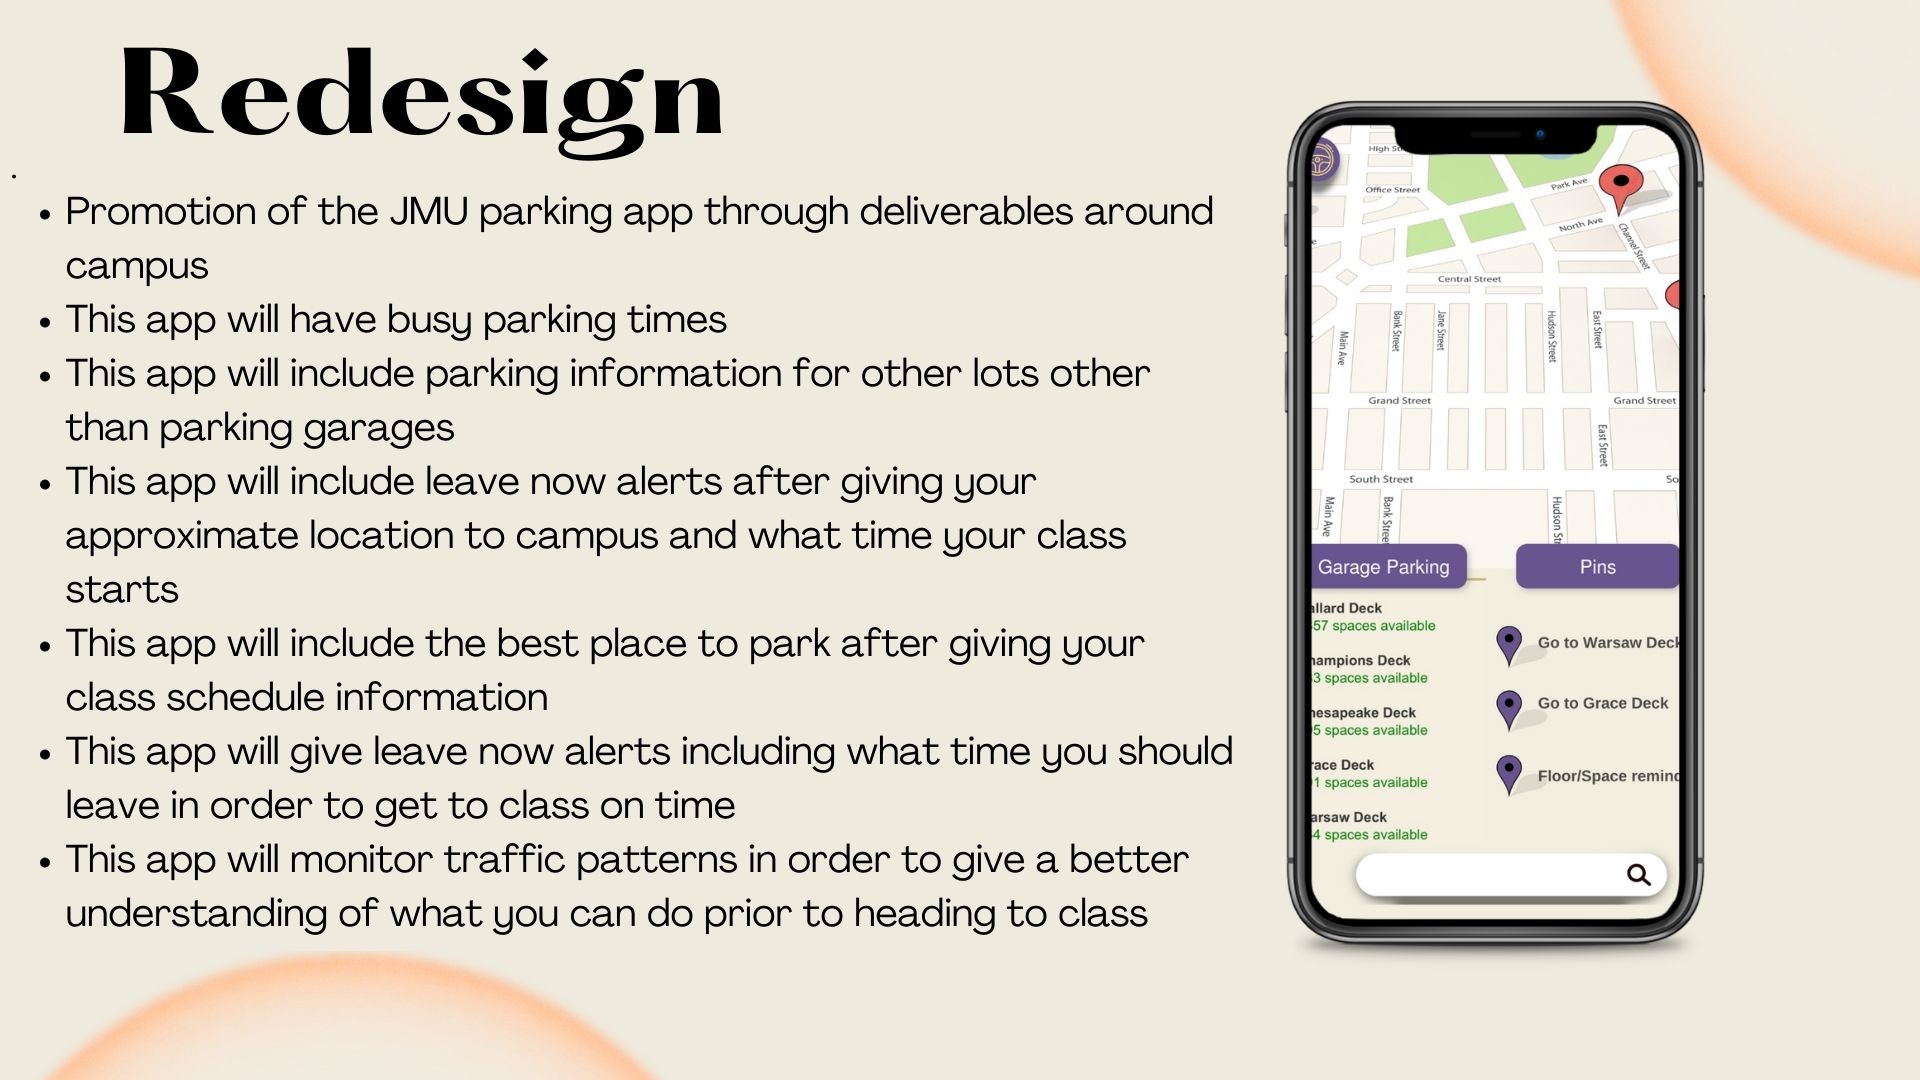 Redesign
• Promotion of the JMU parking app through deliverables around
campus
• This app will have busy parking times
• This app will include parking information for other lots other
than parking garages
• This app will include leave now alerts after giving your
approximate location to campus and what time your class
starts
• This app will include the best place to park after giving your
class schedule information
• This app will give leave now alerts including what time you should
leave in order to get to class on time
• This app will monitor traffic patterns in order to give a better
understanding of what you can do prior to heading to class
High
Office Street
Park Ave
North Ave
Channel Street
Central Street
Main Ave
Bank Street
Jane Street
Hudson Street
East Street
Grand Street
Grand Street
East Street
South Street
Main Ave
Bank Street
Hudson
Garage Parking
Pins
allard Deck
57 spaces available
hampions Deck
3 spaces available
hesapeake Deck
5 spaces available
race Deck
1 spaces available
arsaw Deck
4 spaces available
Go to Warsaw Deck
Go to Grace Deck
Floor/Space remind